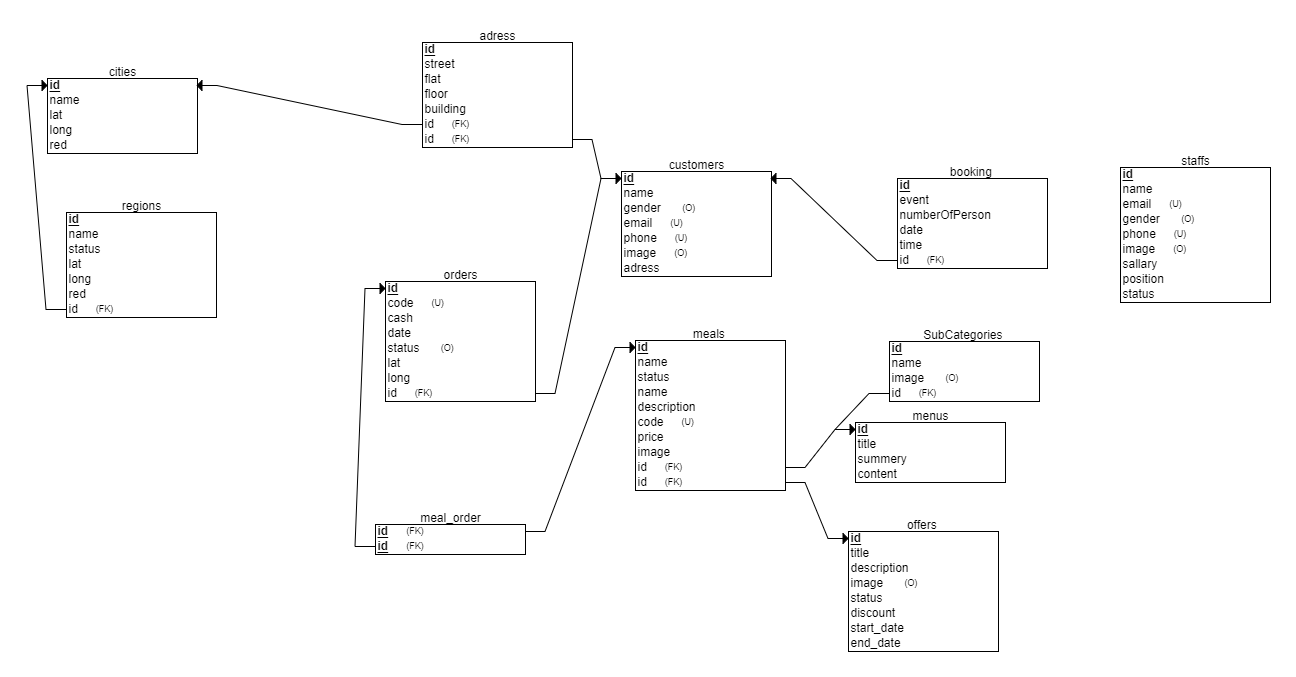 cities
id
name
lat
long
red
regions
id
name
status
lat
long
red
id (FK)
adress
id
street
flat
floor
building
id (FK)
id (FK)
orders
id
code (U)
cash
date
status (O)
lat
long
id (FK)
meal_order
id (FK)
id (FK)
customers
id
name
gender (O)
email (U)
phone (U)
image (O)
adress
meals
id
name
status
name
description
code (U)
price
image
id (FK)
id (FK)
booking
id
event
numberOfPerson
date
time
id (FK)
SubCategories
id
name
image (O)
id (FK)
menus
id
title
summery
content
offers
id
title
description
image (O)
status
discount
start_date
end_date
staffs
id
name
email (U)
gender (O)
phone (U)
image (O)
sallary
position
status